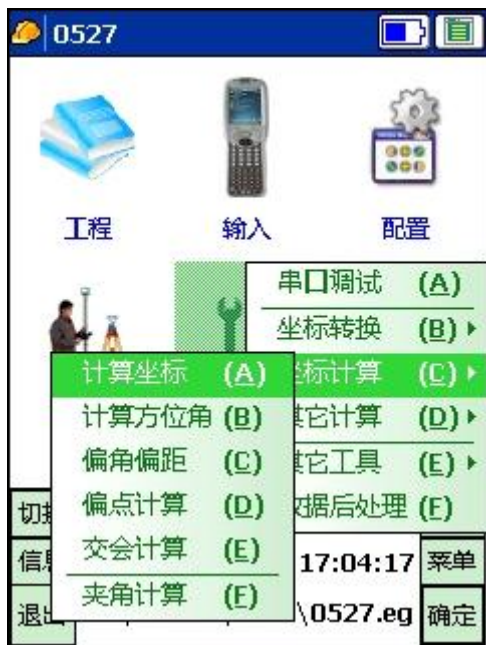 0527
工程 输入 配置
串口调试 (A)
坐标转换 (B)
计算坐标 (A)
坐标计算 (C)
计算方位角 (B)
其它计算 (D)
偏角偏距 (C)
其它工具 (E)
偏点计算 (D)
数据后处理 (F)
交会计算 (E)
夹角计算 (F)
切换
信息 17:04:17 菜单
退出 \0527.eg 确定